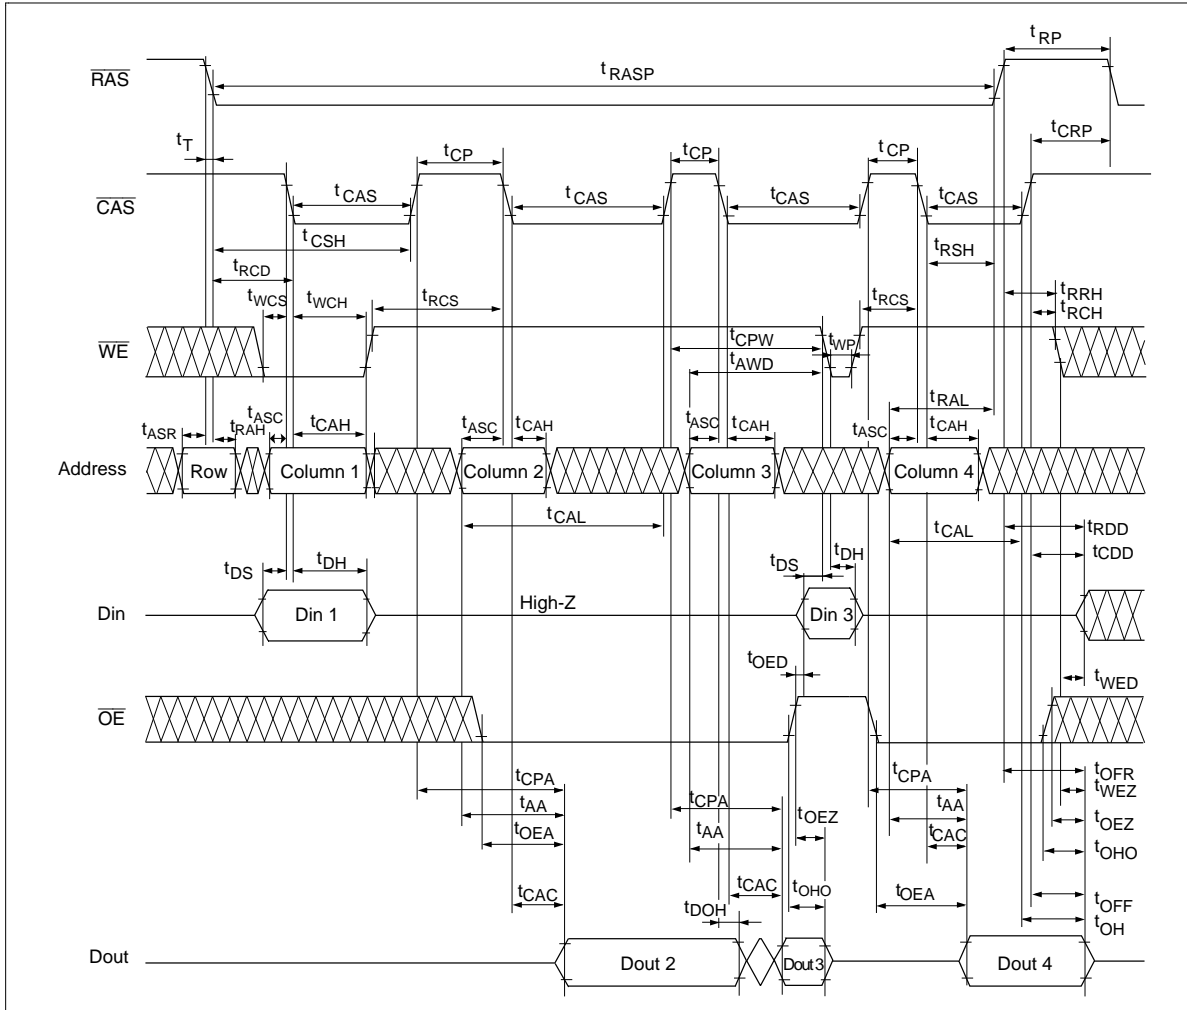 tRP
RAS
tRASP
tT
tCRP
tCP tCP tCP
CAS
tCAS tCAS tCAS tCAS
tCSH
tRSH
tRCD
tWCS tWCH tRCS tRCS tRRH
tRCH
WE
tCPW tWP
tAWD
tRAL
tASR tRAH tASC tCAH tASC tCAH tASC tCAH tASC tCAH
Address Row Column 1 Column 2 Column 3 Column 4
tCAL tCAL tRDD
tCDD
tDS tDH tDS tDH
Din Din 1 High-Z Din 3
tOED tWED
OE
tCPA tCPA tCPA tOFR
tWEZ
tAA tAA tOEZ tAA tOEZ
tOEA tCAC tOHO
tCAC tCAC tOHO tOEA
tDOH tOFF
tOH
Dout Dout 2 Dout3 Dout 4